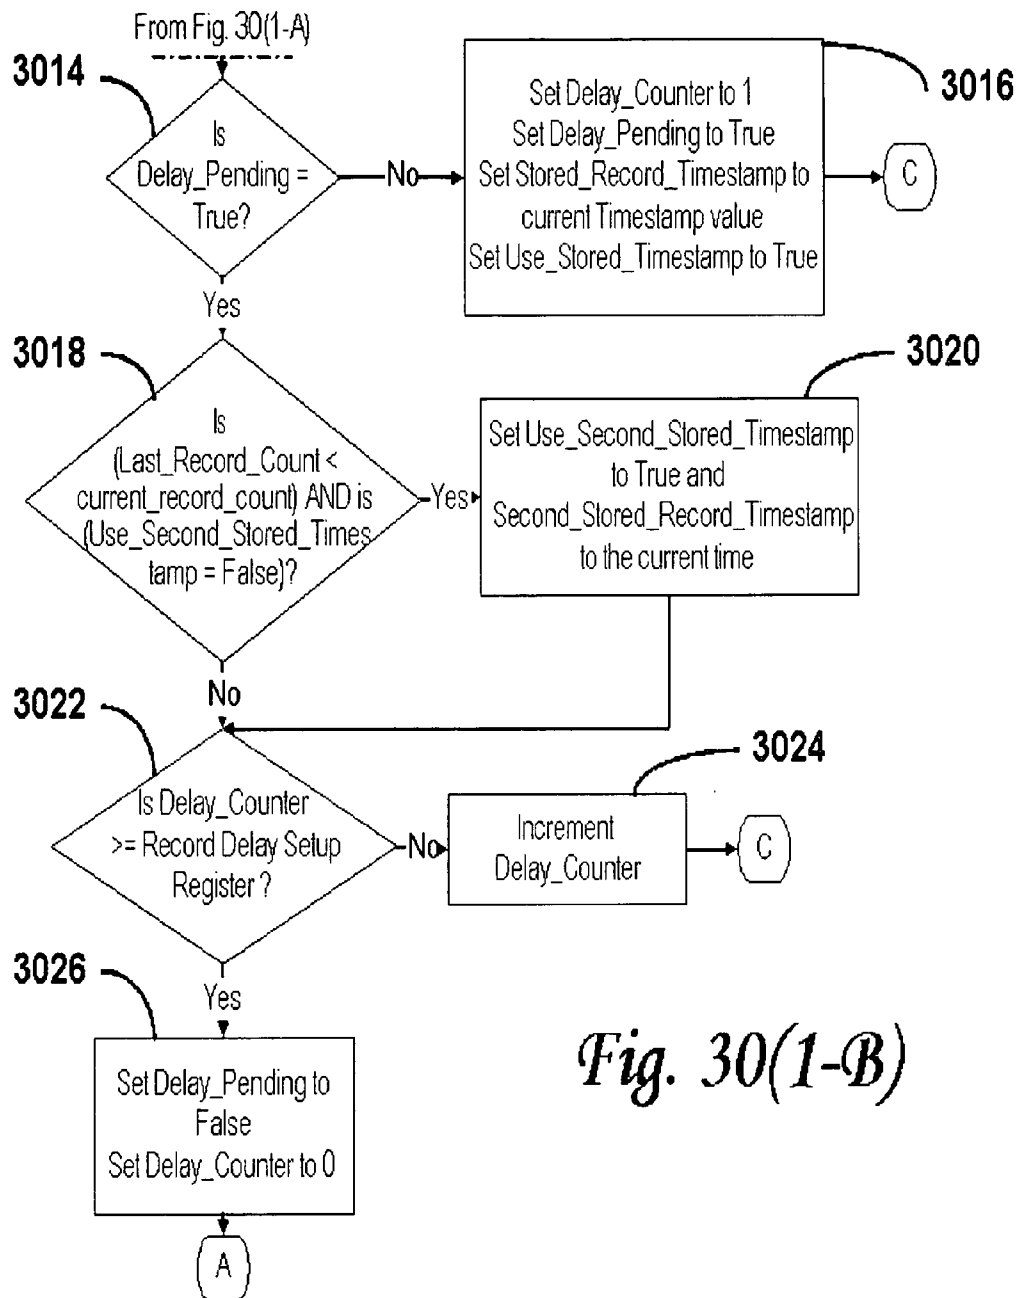 From Fig. 30(1-A)
3014
Is
Delay_Pending =
True?
No
Set Delay_Counter to 1
Set Delay_Pending to True
Set Stored_Record_Timestamp to
current Timestamp value
Set Use_Stored_Timestamp to True
3016
C
Yes
3018
Is
(Last_Record_Count <
current_record_count) AND is
(Use_Second_Stored_Times
tamp = False)?
Yes
Set Use_Second_Stored_Timestamp
to True and
Second_Stored_Record_Timestamp
to the current time
3020
No
3022
Is Delay_Counter
>= Record Delay Setup
Register ?
No
Increment
Delay_Counter
3024
C
Yes
3026
Set Delay_Pending to
False
Set Delay_Counter to 0
A
Fig. 30(1-B)